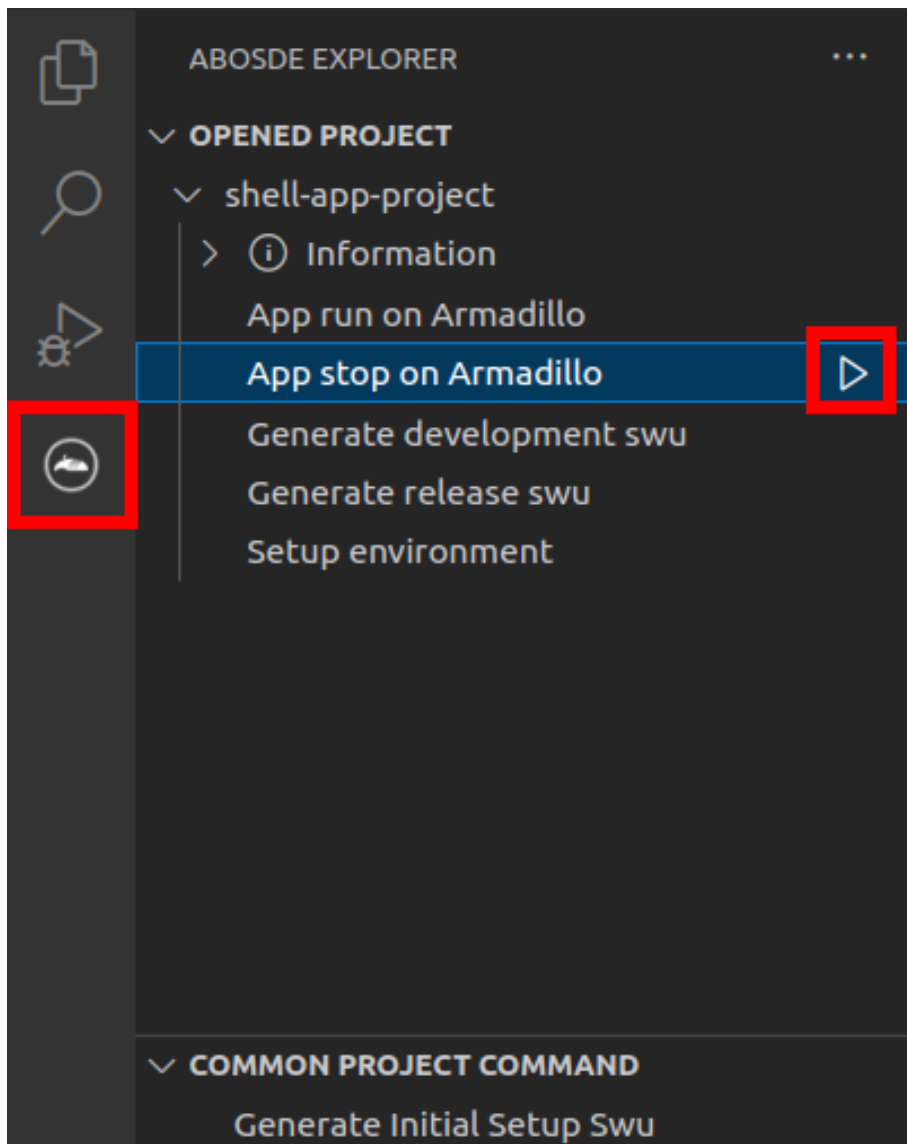 ABOSDE EXPLORER
OPENED PROJECT
shell-app-project
Information
App run on Armadillo
App stop on Armadillo
Generate development swu
Generate release swu
Setup environment
COMMON PROJECT COMMAND
Generate Initial Setup Swu